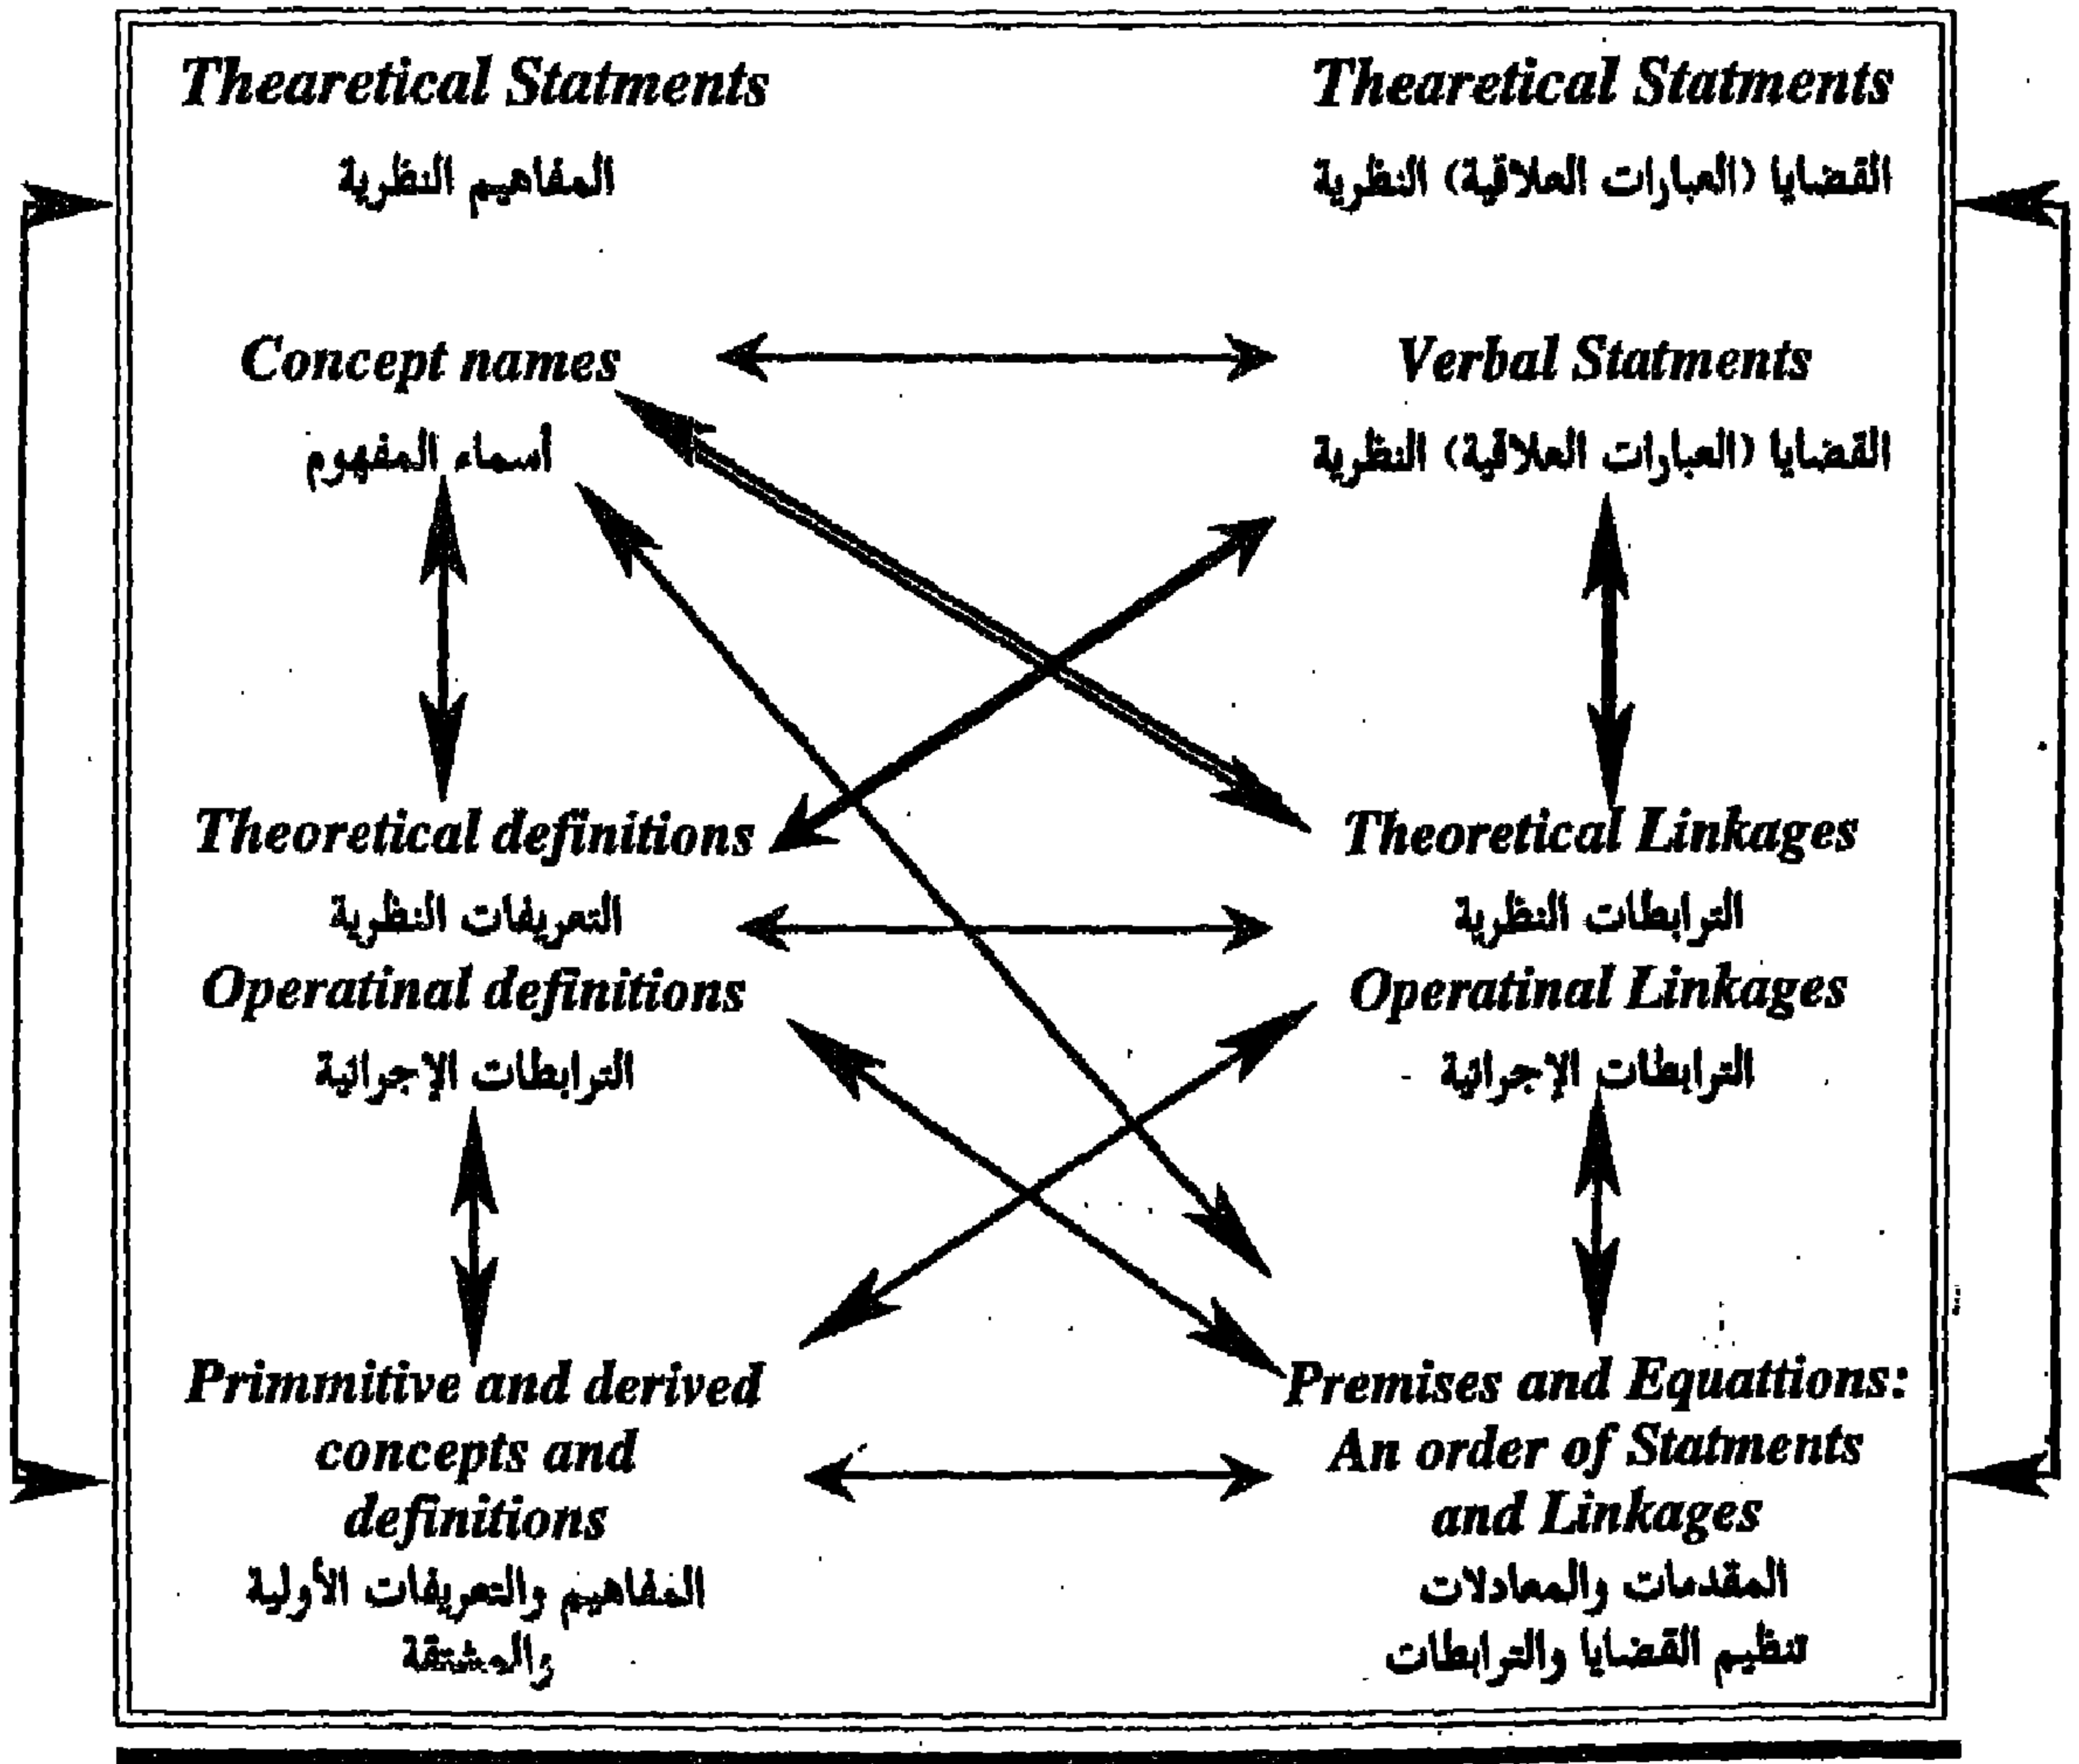 Thearetical Statments
المفاهيم النظرية
Thearetical Statments
القضايا (العبارات العلاقية) النظرية
Concept names
أسماء المفهوم
Verbal Statments
القضايا (العبارات العلاقية) النظرية
Theoretical definitions
التعريفات النظرية
Theoretical Linkages
الترابطات النظرية
Operatinal definitions
الترابطات الإجرائية
Operatinal Linkages
الترابطات الإجرائية
Primmitive and derived
concepts and
definitions
المفاهيم والتعريفات الأولية
والمشتقة
Premises and Equattions:
An order of Statments
and Linkages
المقدمات والمعادلات
تنظيم القضايا والترابطات